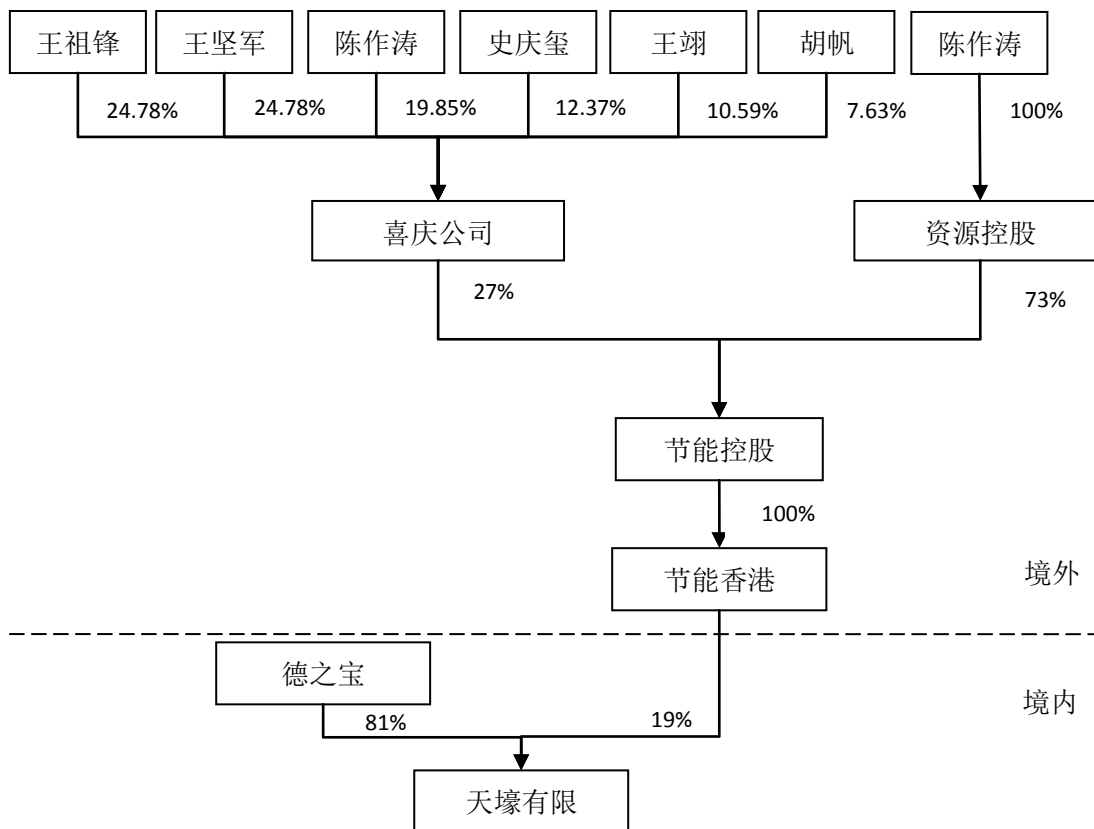 王祖锋
王坚军
陈作涛
史庆玺
王翊
胡帆
陈作涛
24.78%
24.78%
19.85%
12.37%
10.59%
7.63%
100%
喜庆公司
资源控股
27%
73%
节能控股
100%
节能香港
境外
德之宝
境内
81%
19%
天壕有限